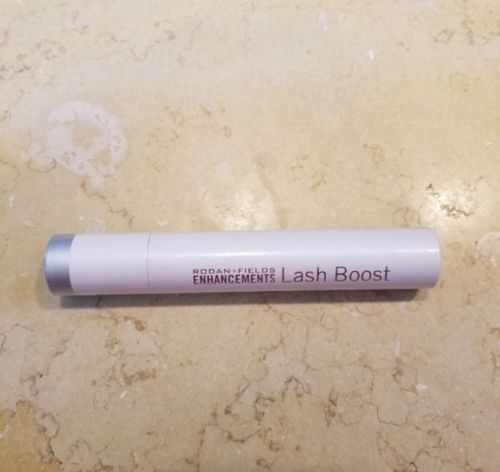 RODAN+FIELDS
ENHANCEMENTS Lash Boost